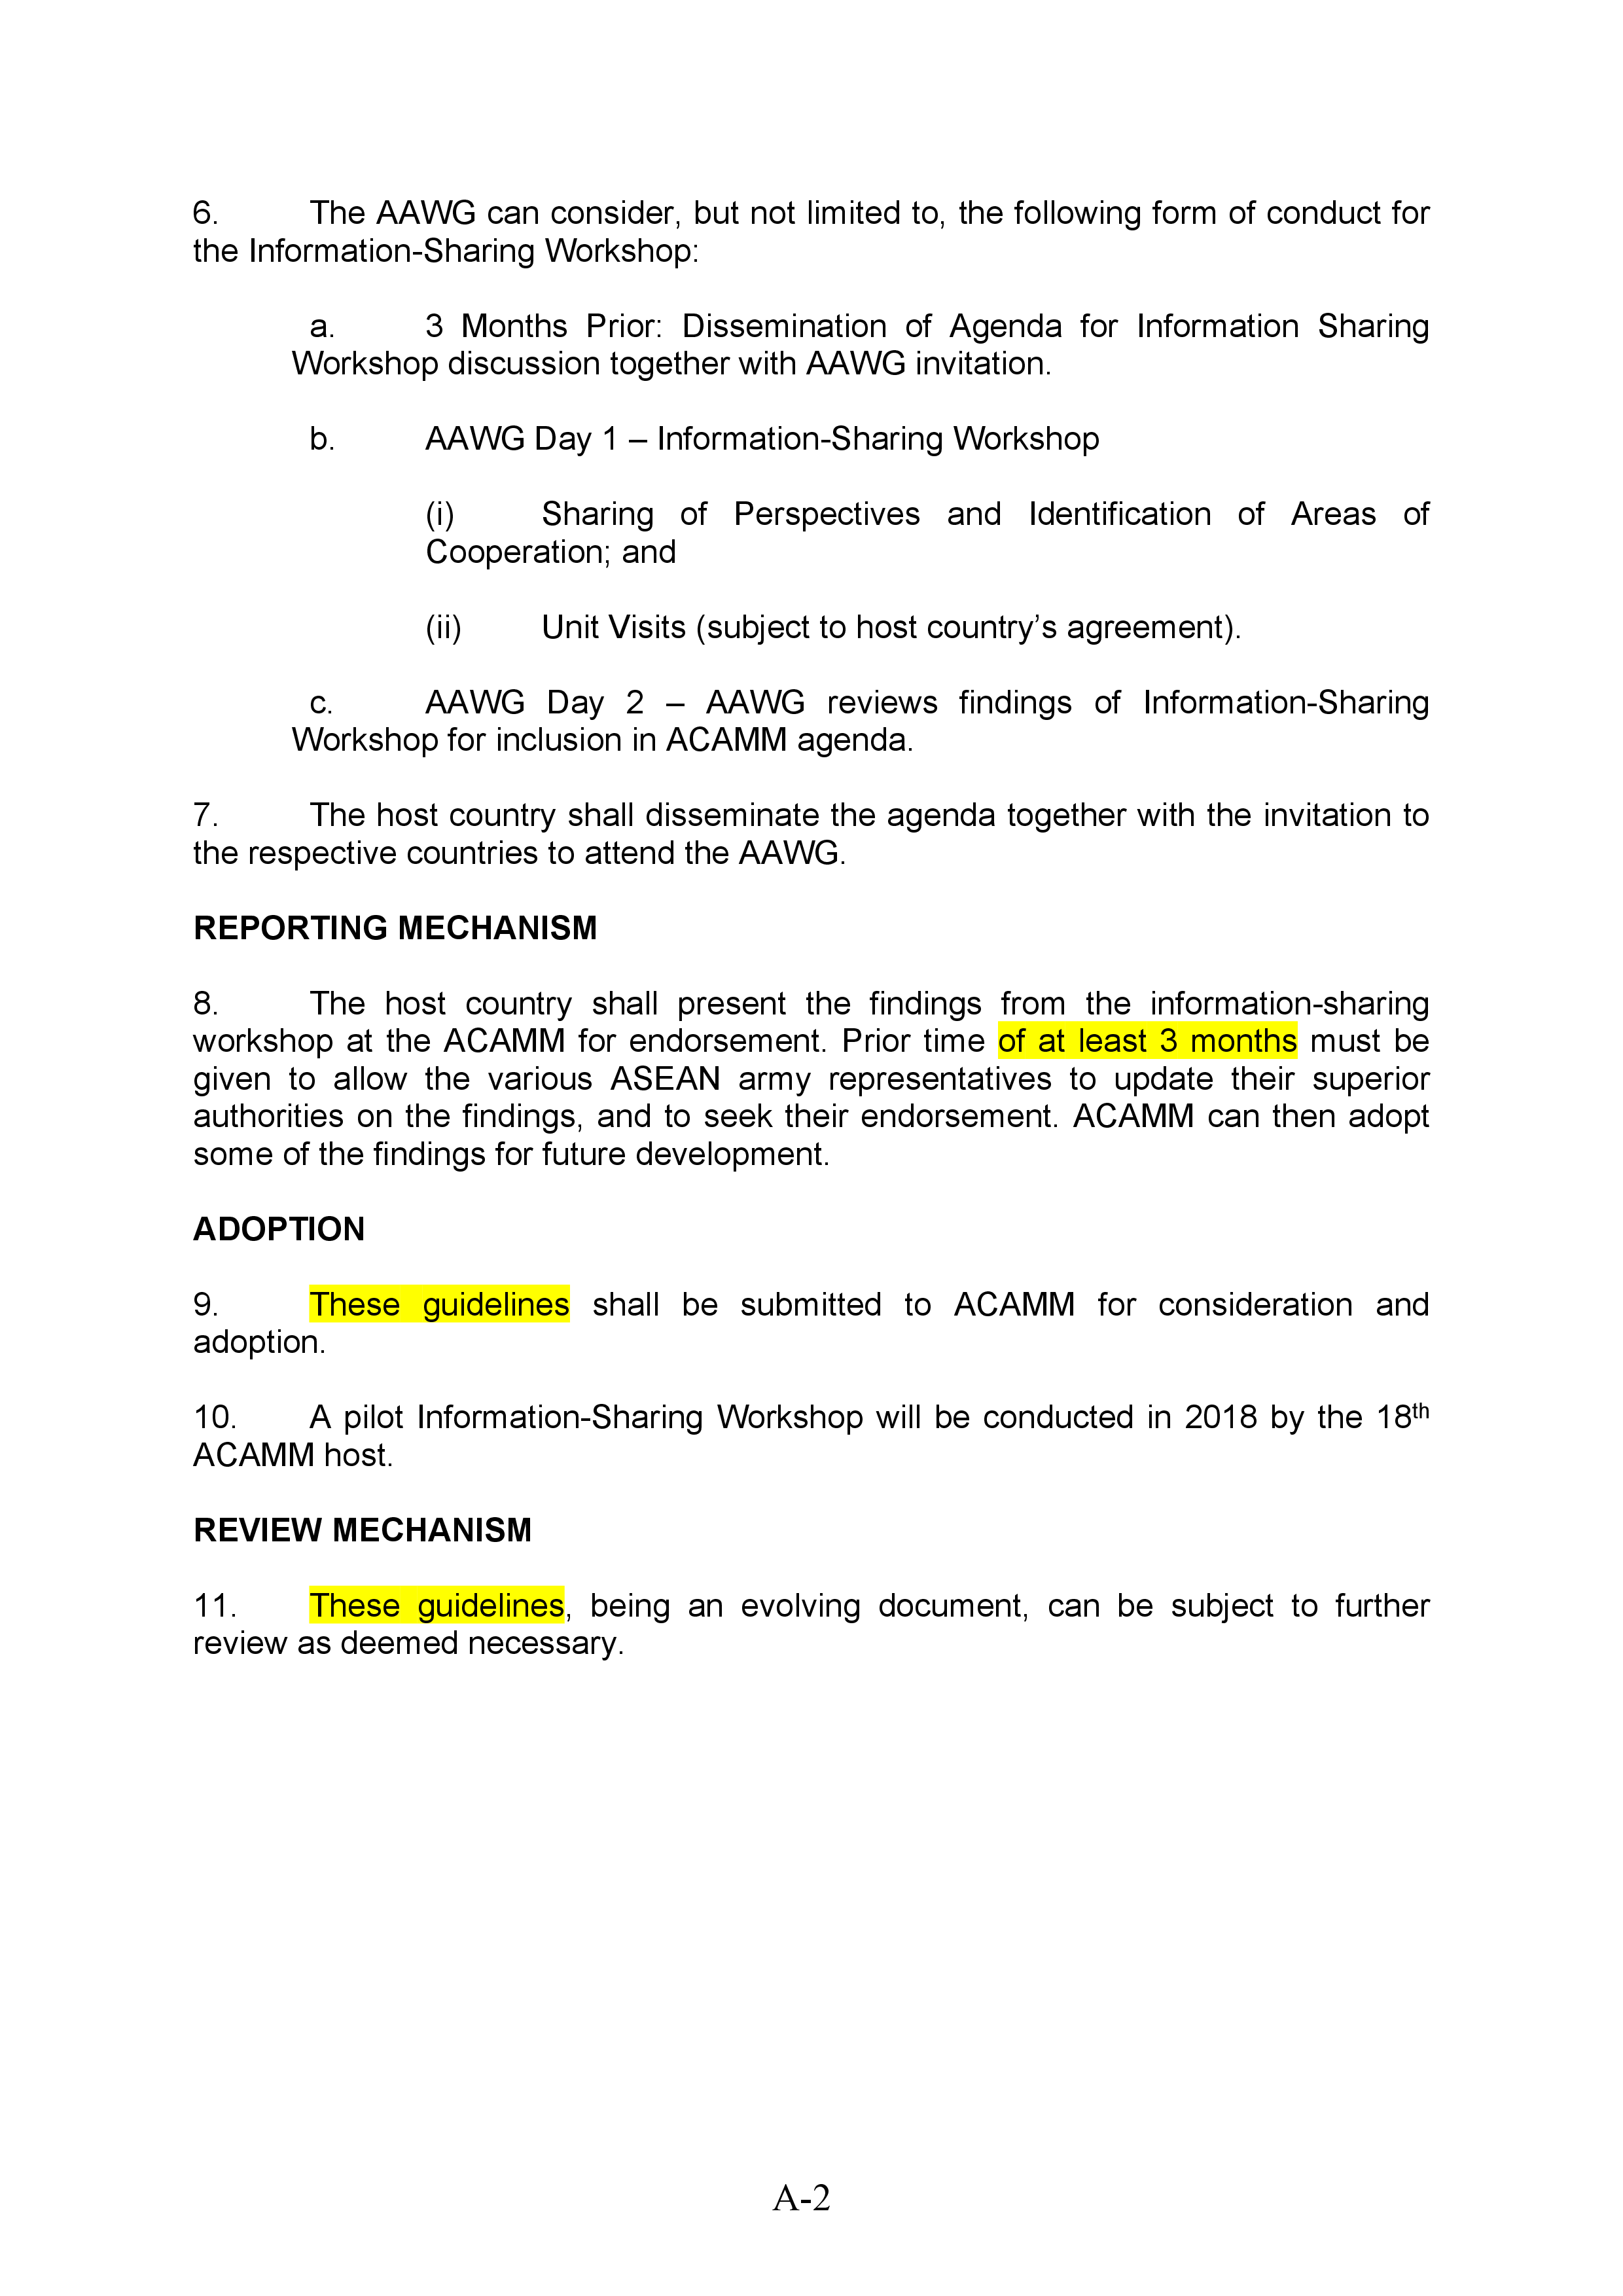 6. The AAWG can consider, but not limited to, the following form of conduct for
the Information-Sharing Workshop:
a. 3 Months Prior: Dissemination of Agenda for Information Sharing
Workshop discussion together with AAWG invitation.
b. AAWG Day 1 – Information-Sharing Workshop
(i) Sharing of Perspectives and Identification of Areas of
Cooperation; and
(ii) Unit Visits (subject to host country’s agreement).
c. AAWG Day 2 – AAWG reviews findings of Information-Sharing
Workshop for inclusion in ACAMM agenda.
7. The host country shall disseminate the agenda together with the invitation to
the respective countries to attend the AAWG.
REPORTING MECHANISM
8. The host country shall present the findings from the information-sharing
workshop at the ACAMM for endorsement. Prior time of at least 3 months must be
given to allow the various ASEAN army representatives to update their superior
authorities on the findings, and to seek their endorsement. ACAMM can then adopt
some of the findings for future development.
ADOPTION
9. These guidelines shall be submitted to ACAMM for consideration and
adoption.
10. A pilot Information-Sharing Workshop will be conducted in 2018 by the 18th
ACAMM host.
REVIEW MECHANISM
11. These guidelines, being an evolving document, can be subject to further
review as deemed necessary.
A-2